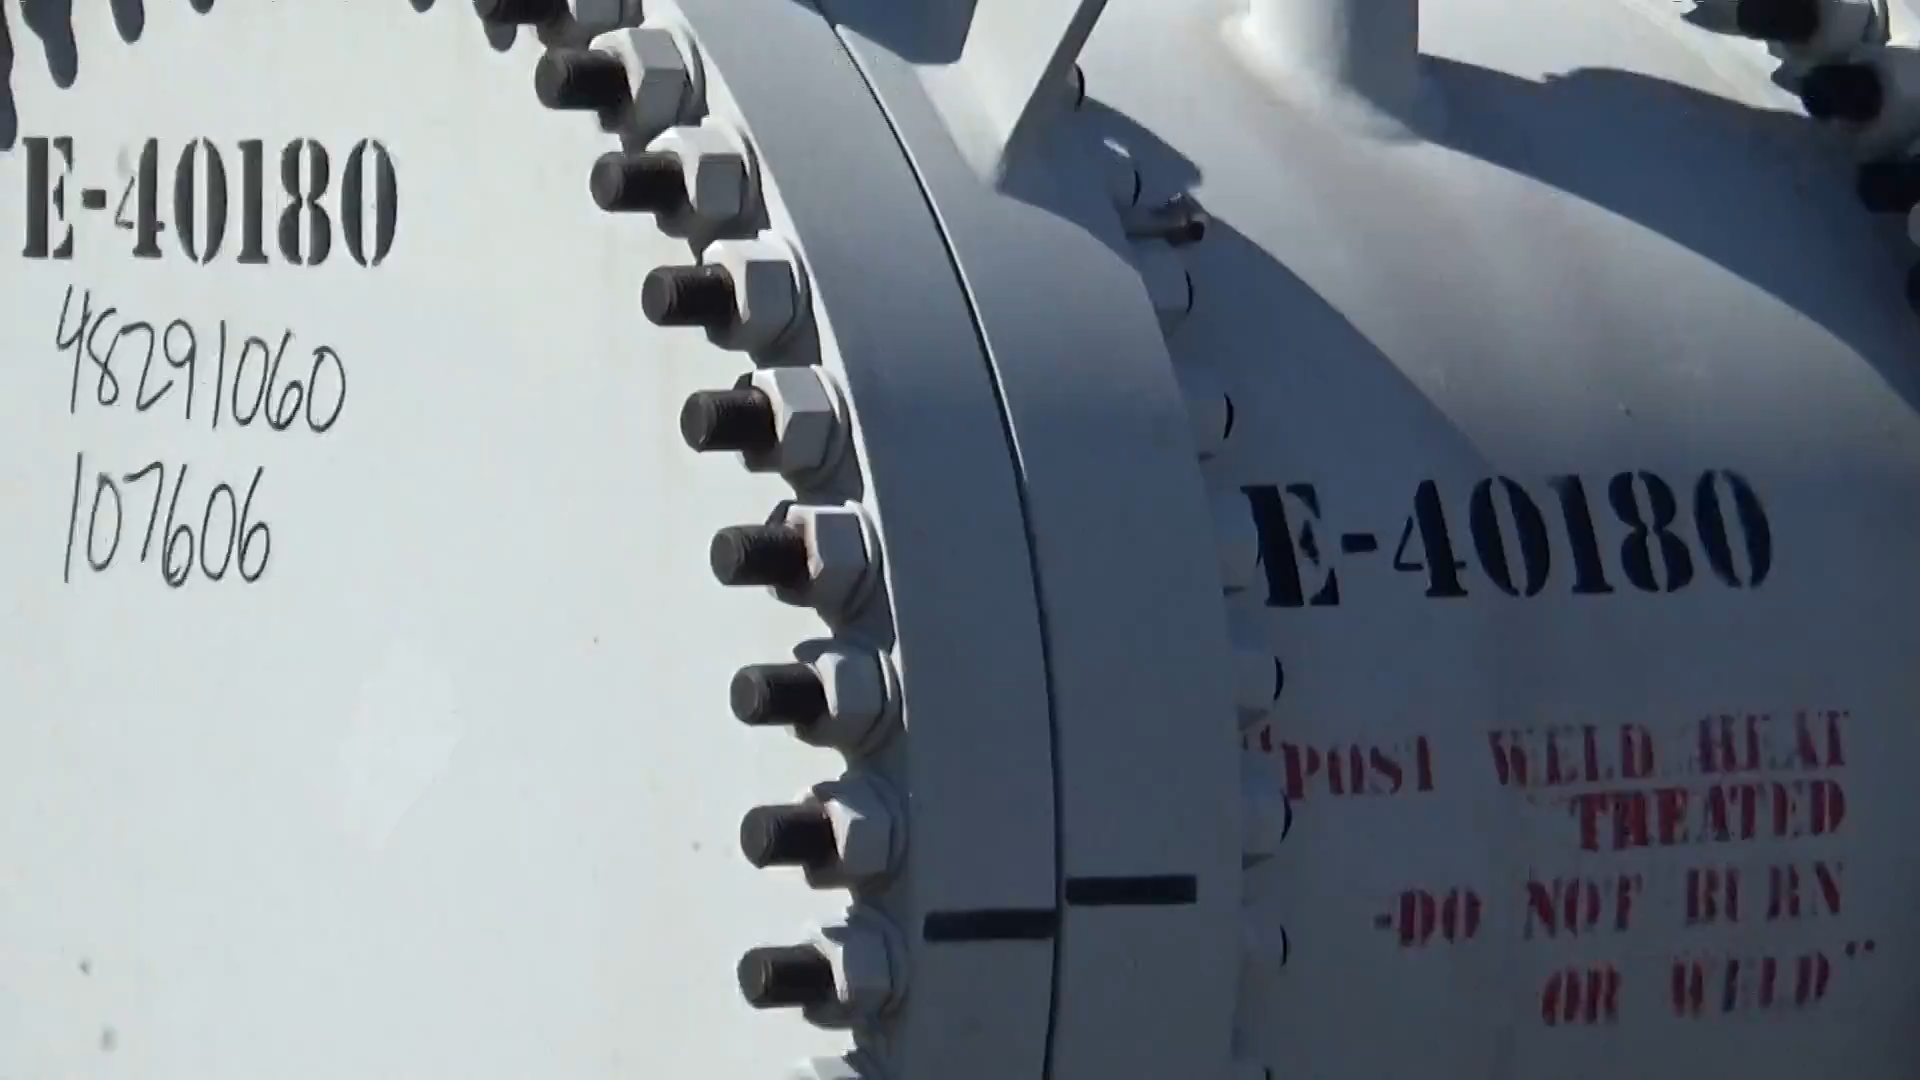 E-40180
48291060
107606
E-40180
"POST WELD HEAT
TREATED
-DO NOT BURN
OR WELD"